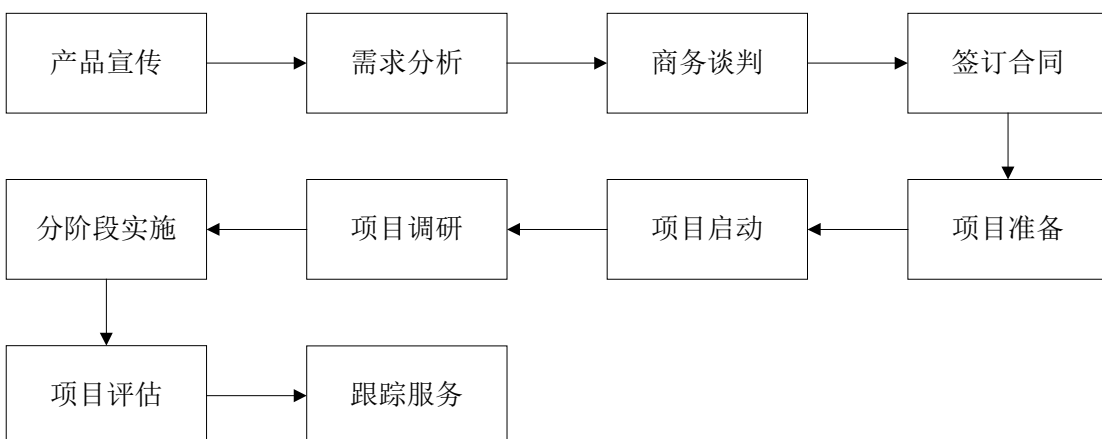 产品宣传
需求分析
商务谈判
签订合同
项目准备
项目启动
项目调研
分阶段实施
项目评估
跟踪服务